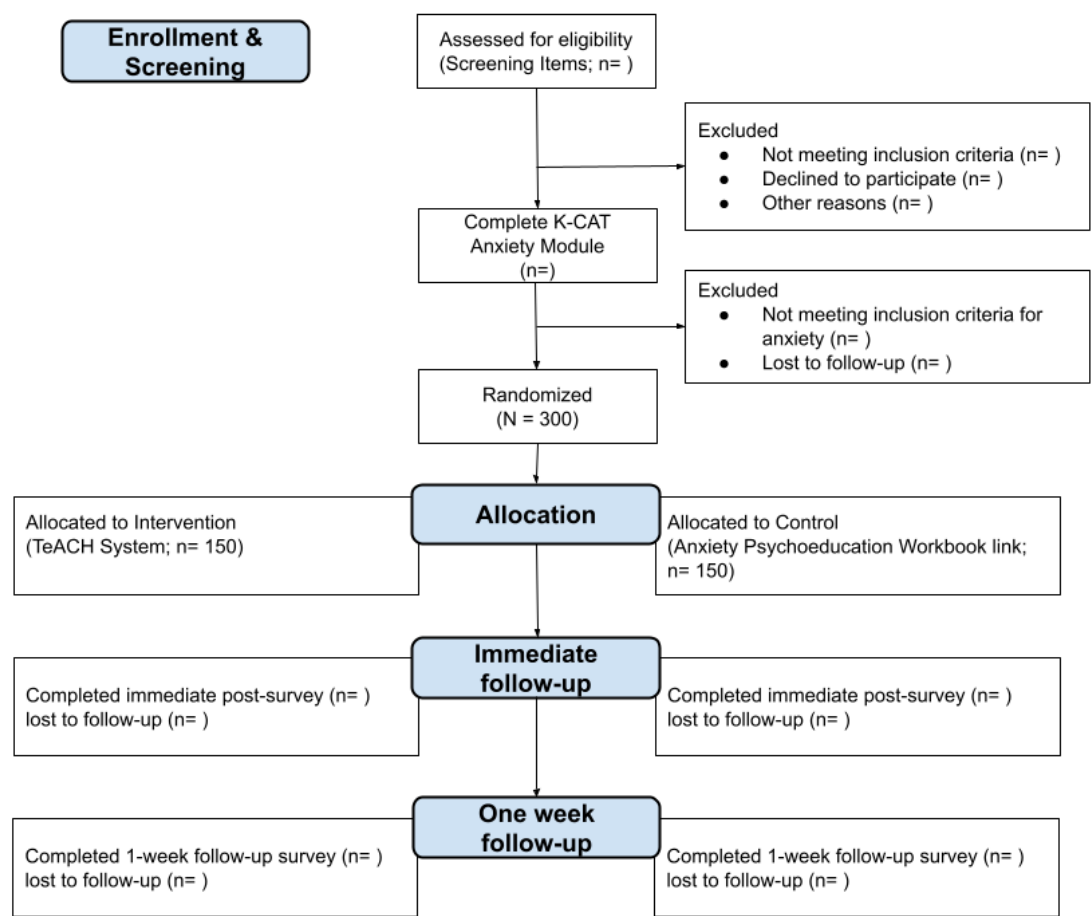 Enrollment &
Screening
Assessed for eligibility
(Screening Items; n= )
Excluded
● Not meeting inclusion criteria (n= )
● Declined to participate (n= )
● Other reasons (n= )
Complete K-CAT
Anxiety Module
(n=)
Excluded
● Not meeting inclusion criteria for
anxiety (n= )
● Lost to follow-up (n= )
Randomized
(N = 300)
Allocation
Allocated to Intervention
(TeACH System; n= 150)
Allocated to Control
(Anxiety Psychoeducation Workbook link;
n= 150)
Immediate
follow-up
Completed immediate post-survey (n= )
lost to follow-up (n= )
Completed immediate post-survey (n= )
lost to follow-up (n= )
One week
follow-up
Completed 1-week follow-up survey (n= )
lost to follow-up (n= )
Completed 1-week follow-up survey (n= )
lost to follow-up (n= )